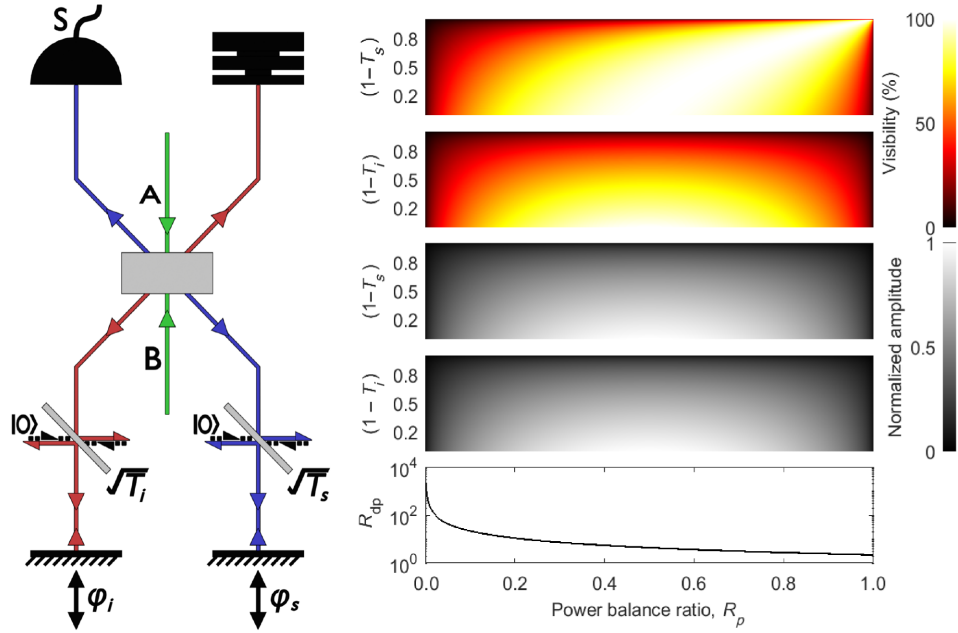 S
A
B
|0⟩
|0⟩
√T_i
√T_s
φ_i
φ_s
(1−T_s)
0.8
0.5
0.2
(1−T_i)
0.8
0.5
0.2
(1−T_s)
0.8
0.5
0.2
(1 − T_i)
0.8
0.5
0.2
100
50
0
Visibility (%)
1
0.5
0
Normalized amplitude
R_dp
10^4
10^2
10^0
0.0
0.2
0.4
0.6
0.8
1.0
Power balance ratio, R_p